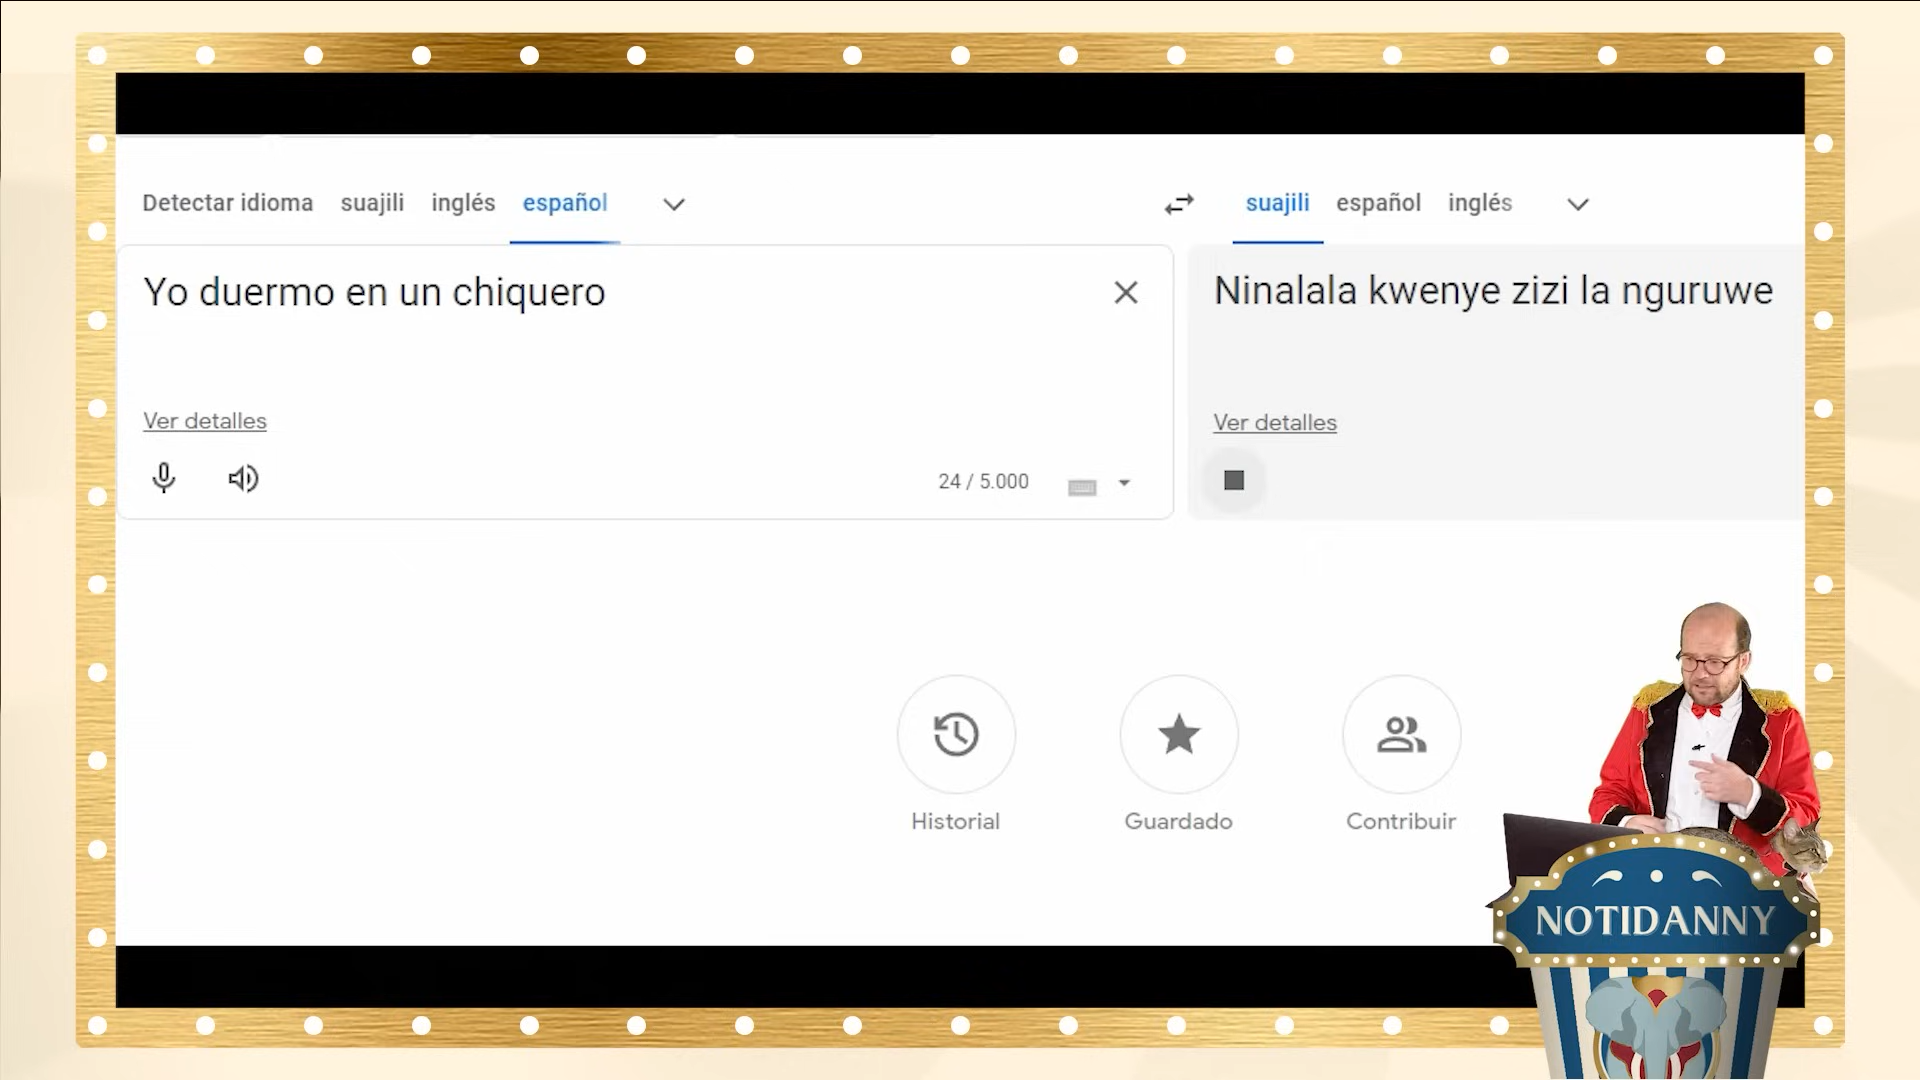 Detectar idioma suajili inglés español
suajili español inglés
Yo duermo en un chiquero
Ninalala kwenye zizi la nguruwe
Ver detalles
Ver detalles
24 / 5.000
Historial Guardado Contribuir
NOTIDANNY